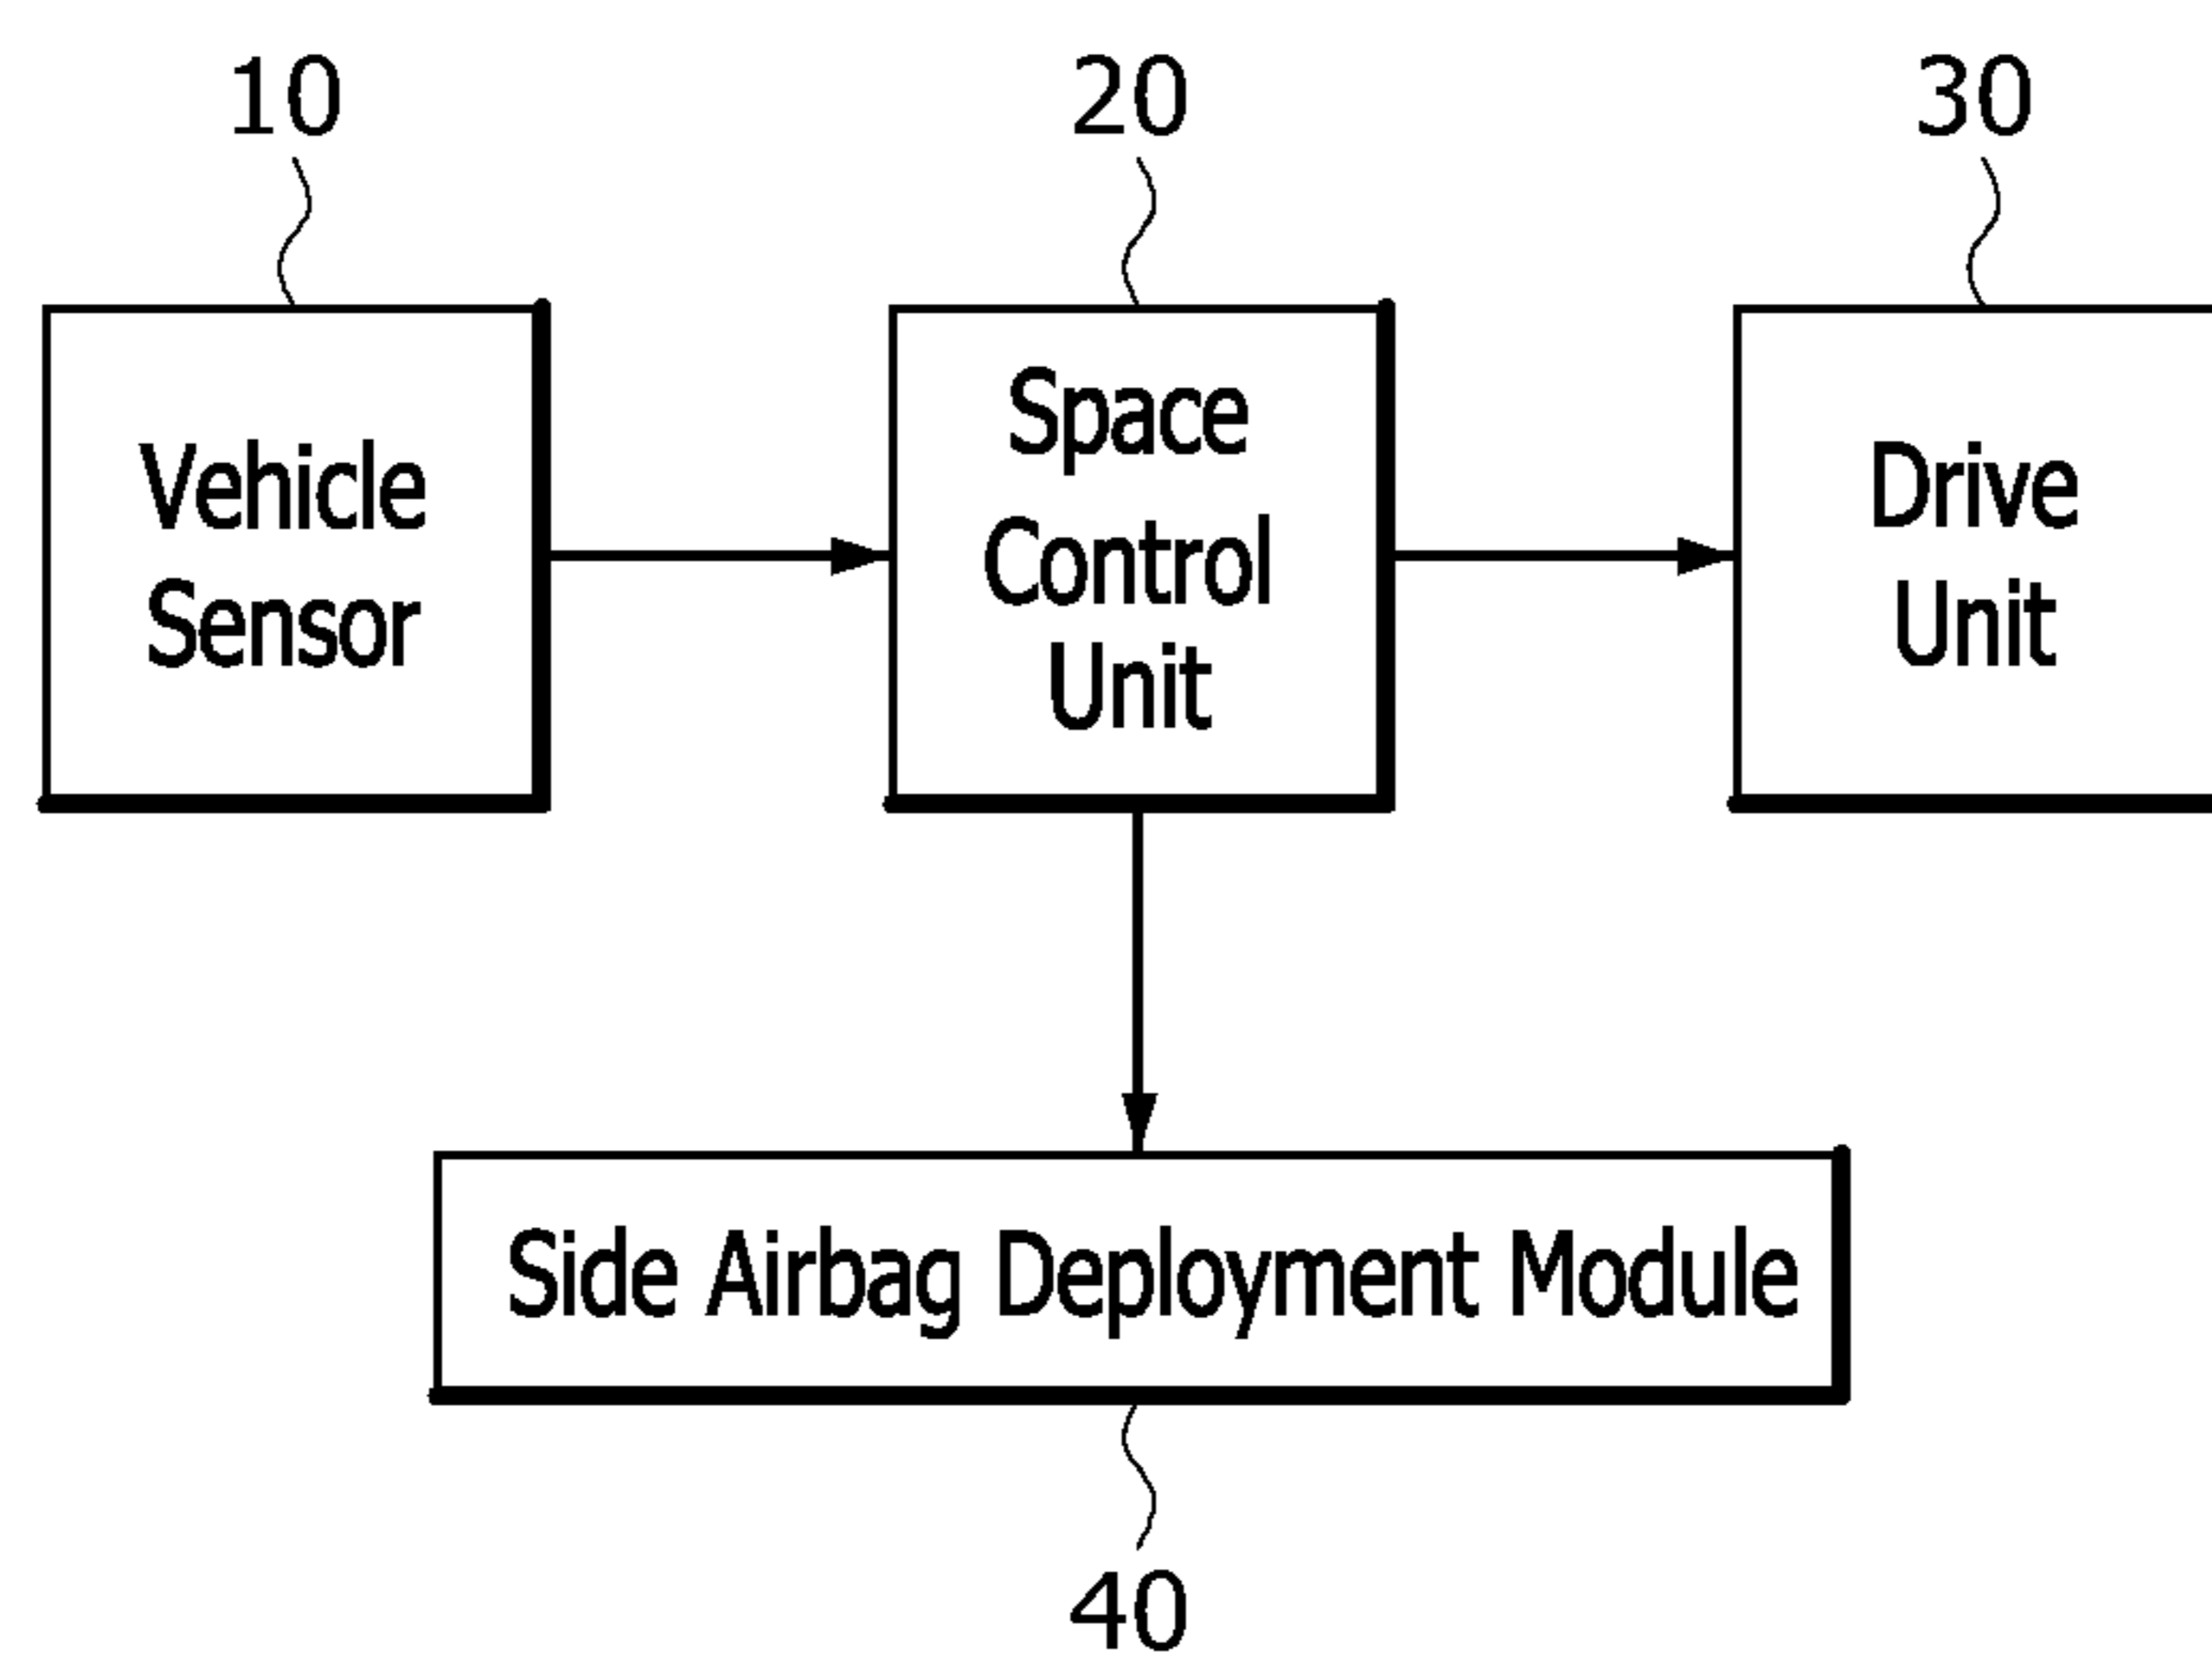 10
20
30
Vehicle
Sensor
Space
Control
Unit
Drive
Unit
Side Airbag Deployment Module
40